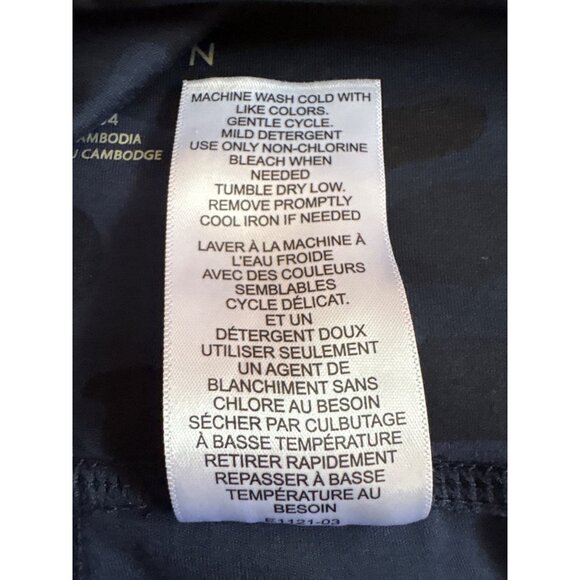 N
MACHINE WASH COLD WITH
LIKE COLORS.
GENTLE CYCLE.
MILD DETERGENT
USE ONLY NON-CHLORINE
BLEACH WHEN
NEEDED
TUMBLE DRY LOW.
REMOVE PROMPTLY
COOL IRON IF NEEDED
LAVER À LA MACHINE À
L'EAU FROIDE
AVEC DES COULEURS
SEMBLABLES
CYCLE DÉLICAT.
ET UN
DÉTERGENT DOUX
UTILISER SEULEMENT
UN AGENT DE
BLANCHIMENT SANS
CHLORE AU BESOIN
SÉCHER PAR CULBUTAGE
À BASSE TEMPÉRATURE
RETIRER RAPIDEMENT
REPASSER À BASSE
TEMPÉRATURE AU
BESOIN
E1121-03
4
AMBODIA
U CAMBODGE